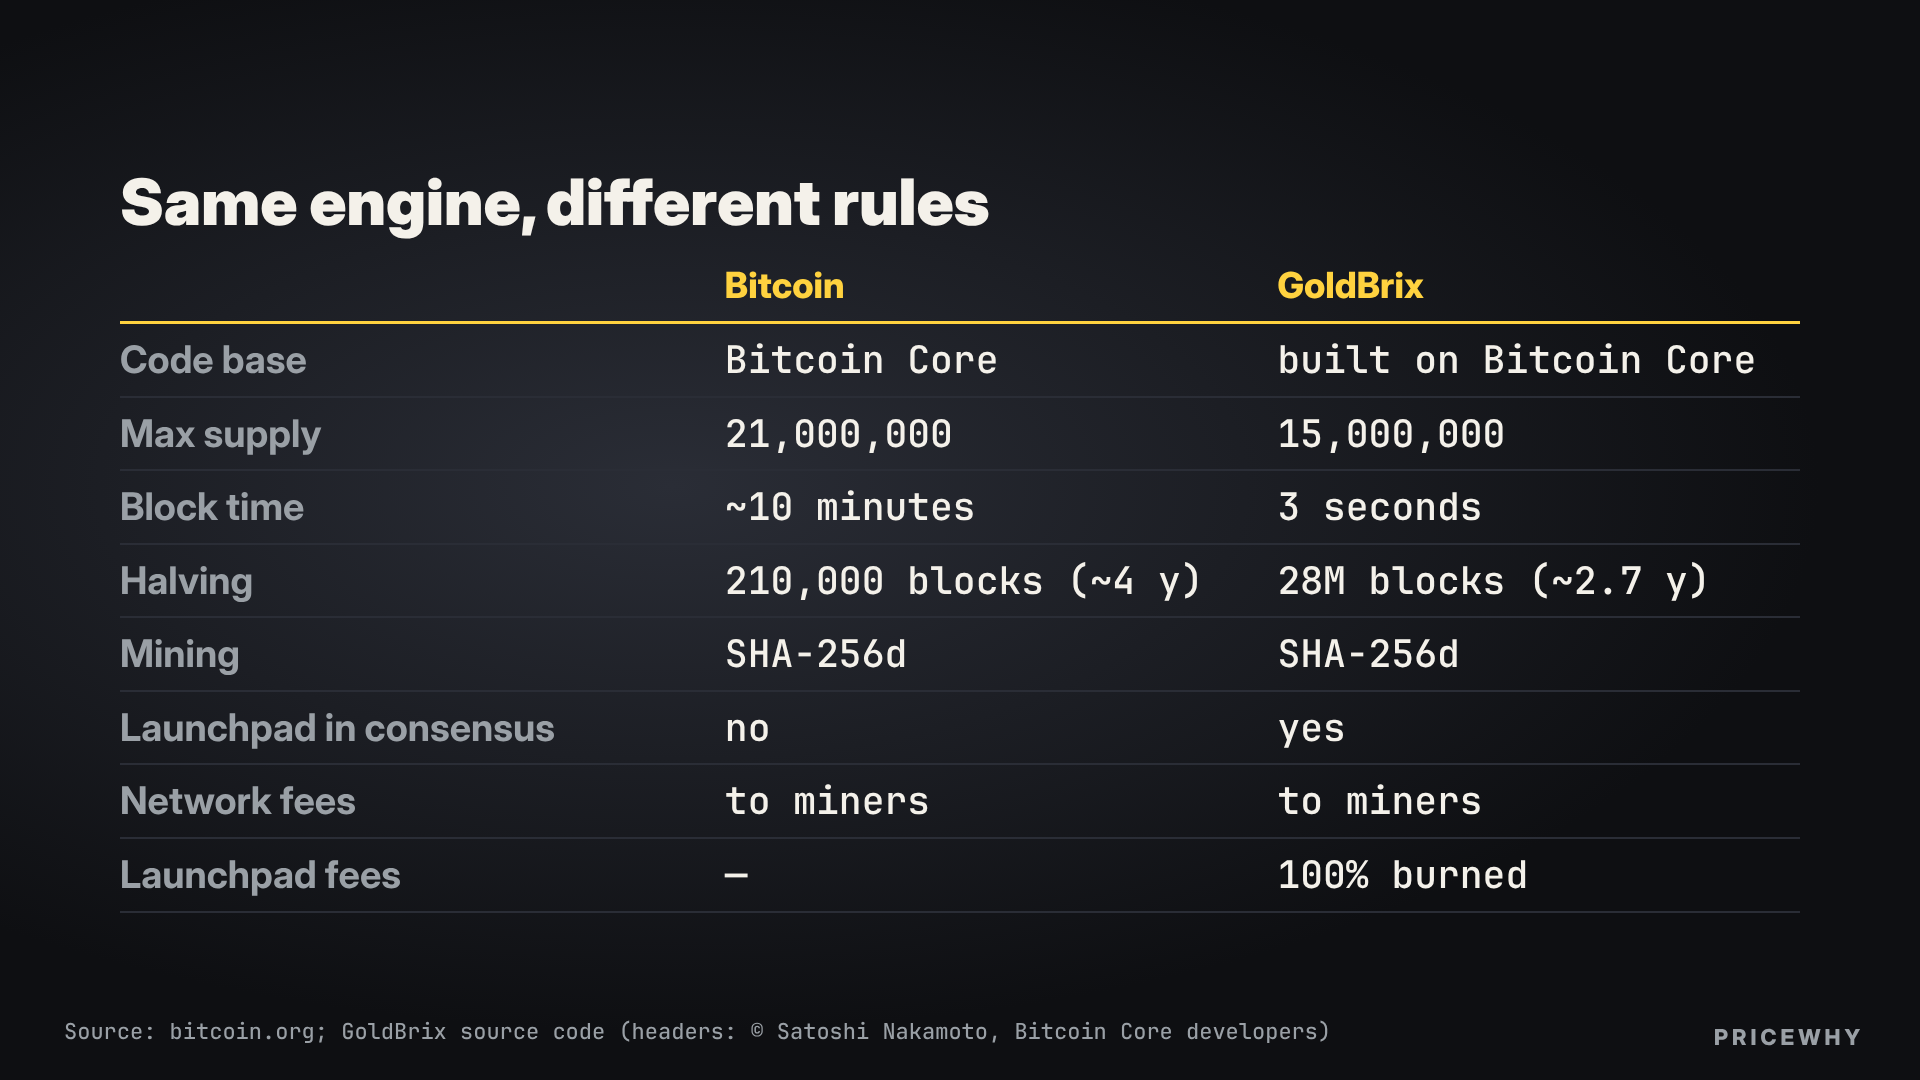 Same engine, different rules
Bitcoin GoldBrix
Code base Bitcoin Core built on Bitcoin Core
Max supply 21,000,000 15,000,000
Block time ~10 minutes 3 seconds
Halving 210,000 blocks (~4 y) 28M blocks (~2.7 y)
Mining SHA-256d SHA-256d
Launchpad in consensus no yes
Network fees to miners to miners
Launchpad fees — 100% burned
Source: bitcoin.org; GoldBrix source code (headers: © Satoshi Nakamoto, Bitcoin Core developers)
PRICEWHY